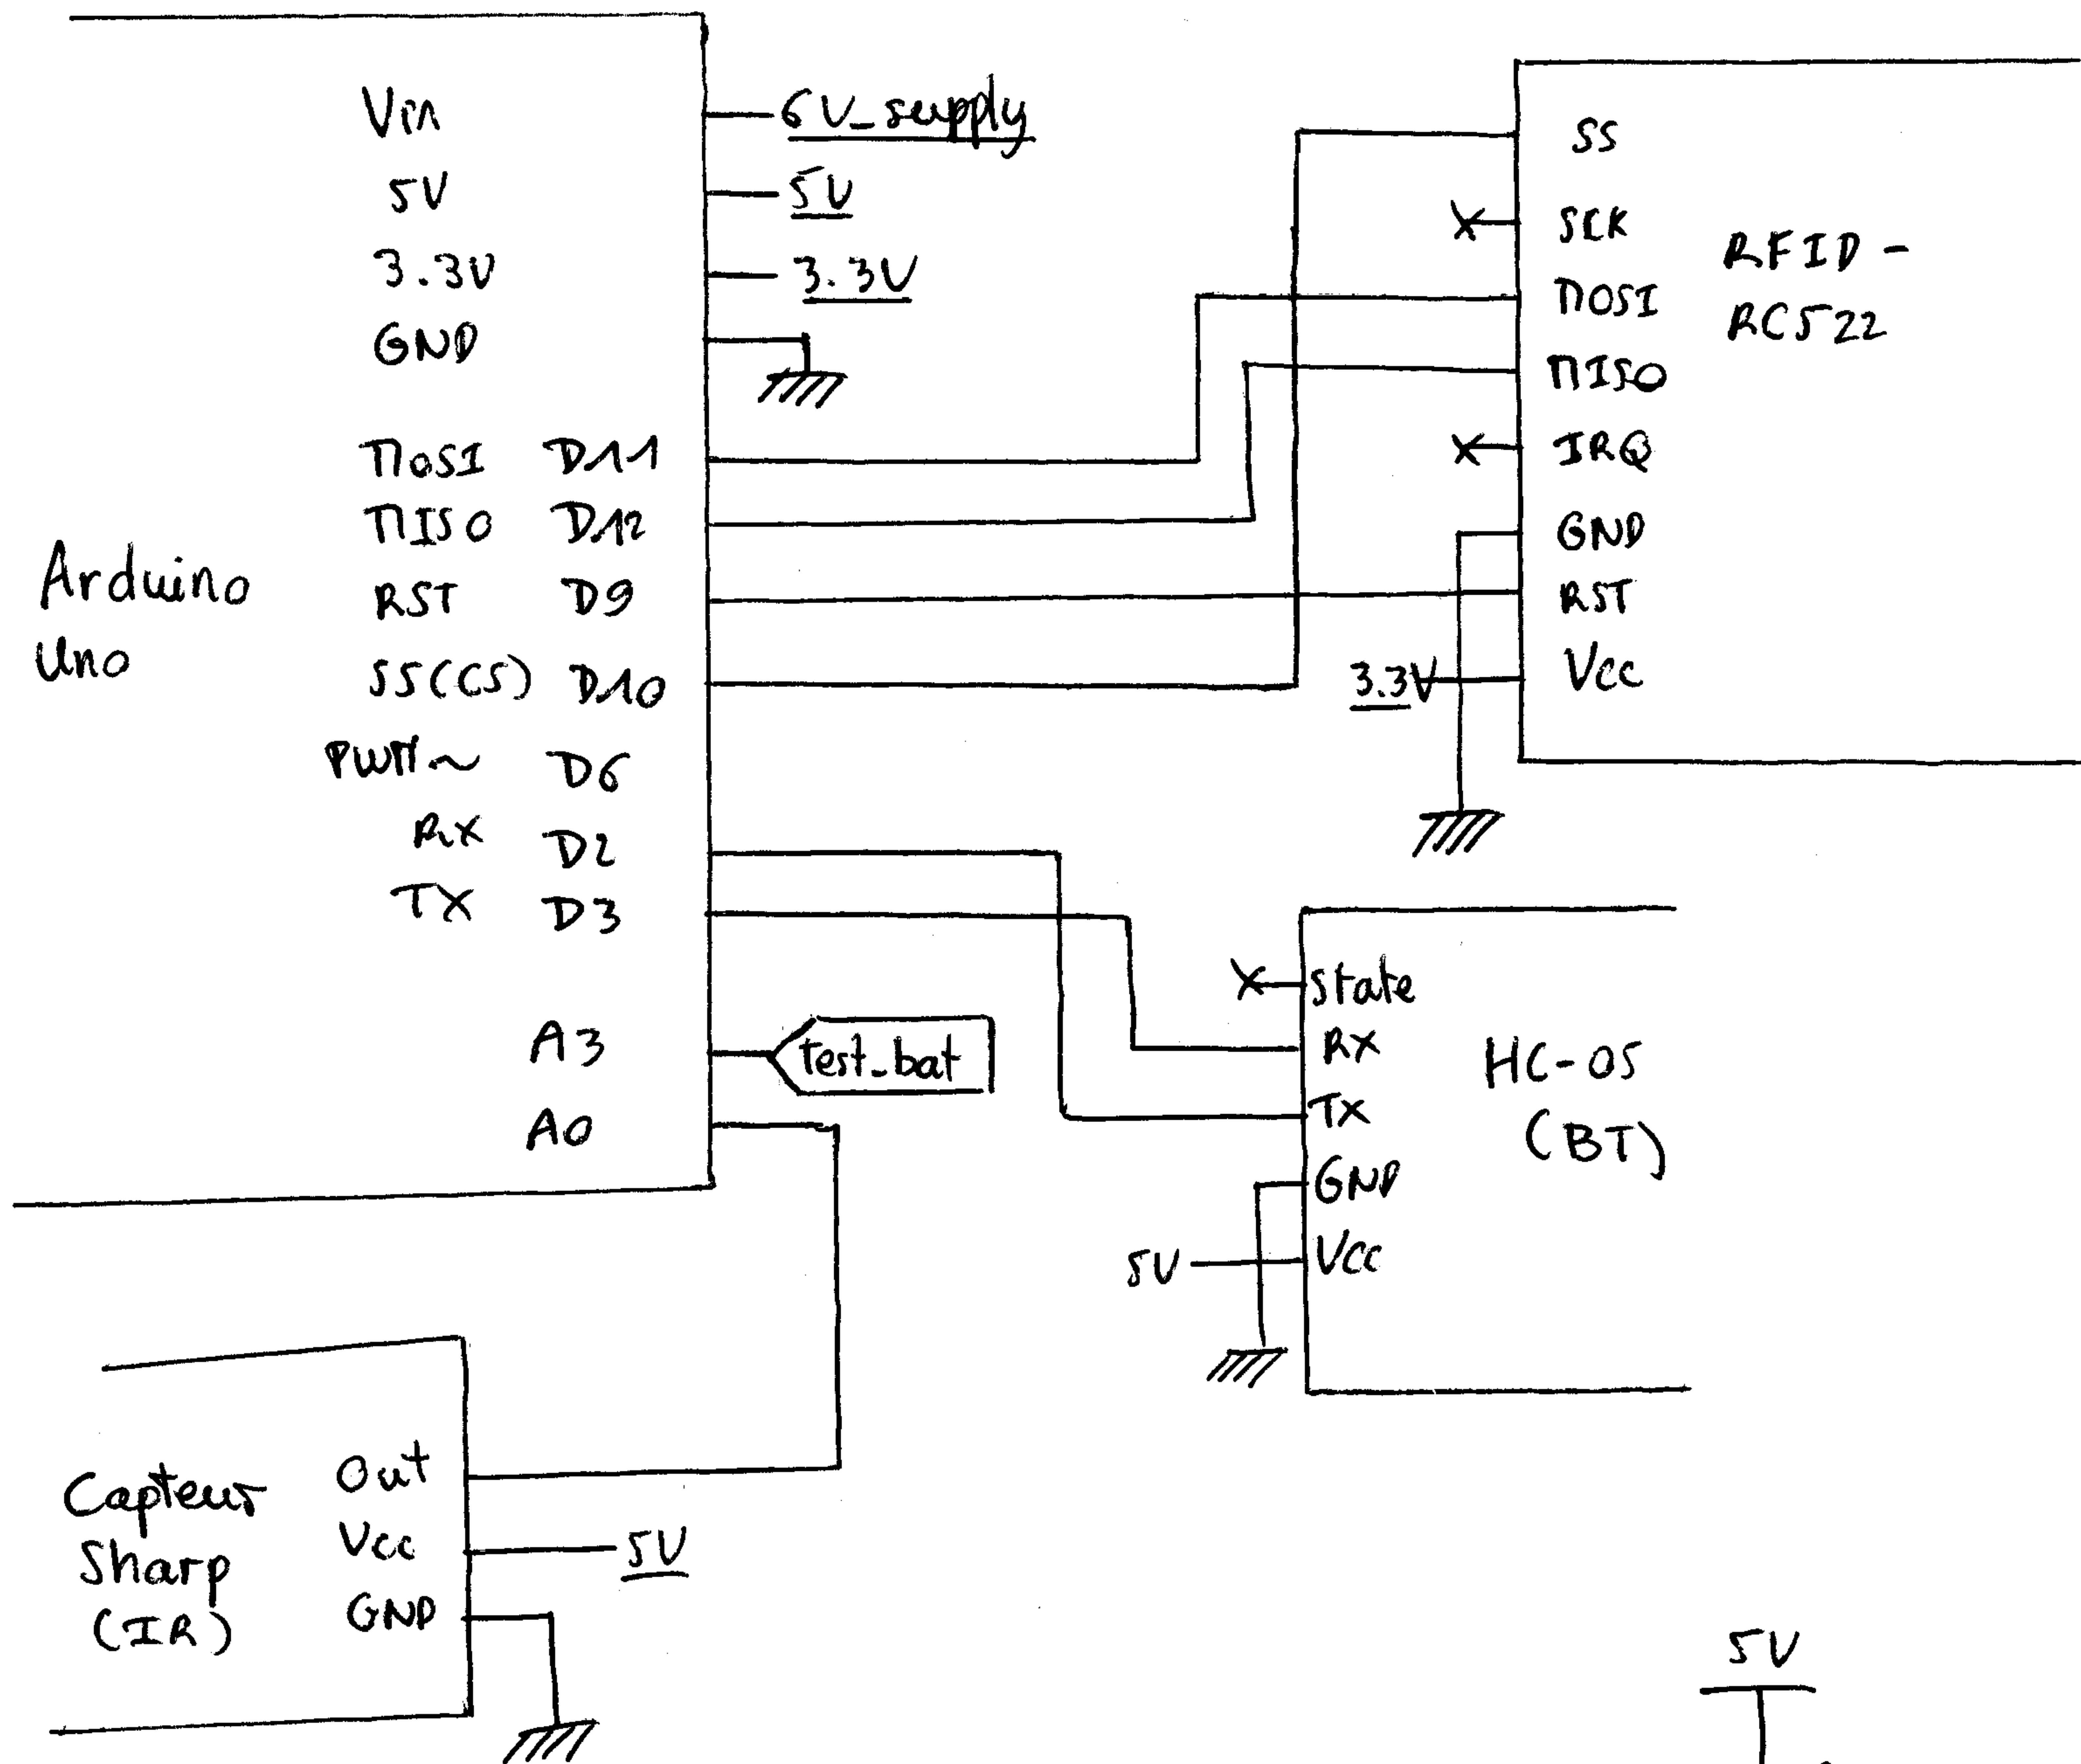 Vin
6V_supply
5V
5V
3.3V
3.3V
GND
MOSI D11
MISO D12
RST D9
SS(CS) D10
PWM~ D6
RX D2
TX D3
A3
test_bat
A0
Arduino
Uno
SS
SCK
MOSI
MISO
IRQ
GND
RST
3.3V
Vcc
RFID-
RC522
State
RX
TX
GND
5V
Vcc
HC-05
(BT)
Capteur
Sharp
(IR)
Out
Vcc
5V
GND
5V